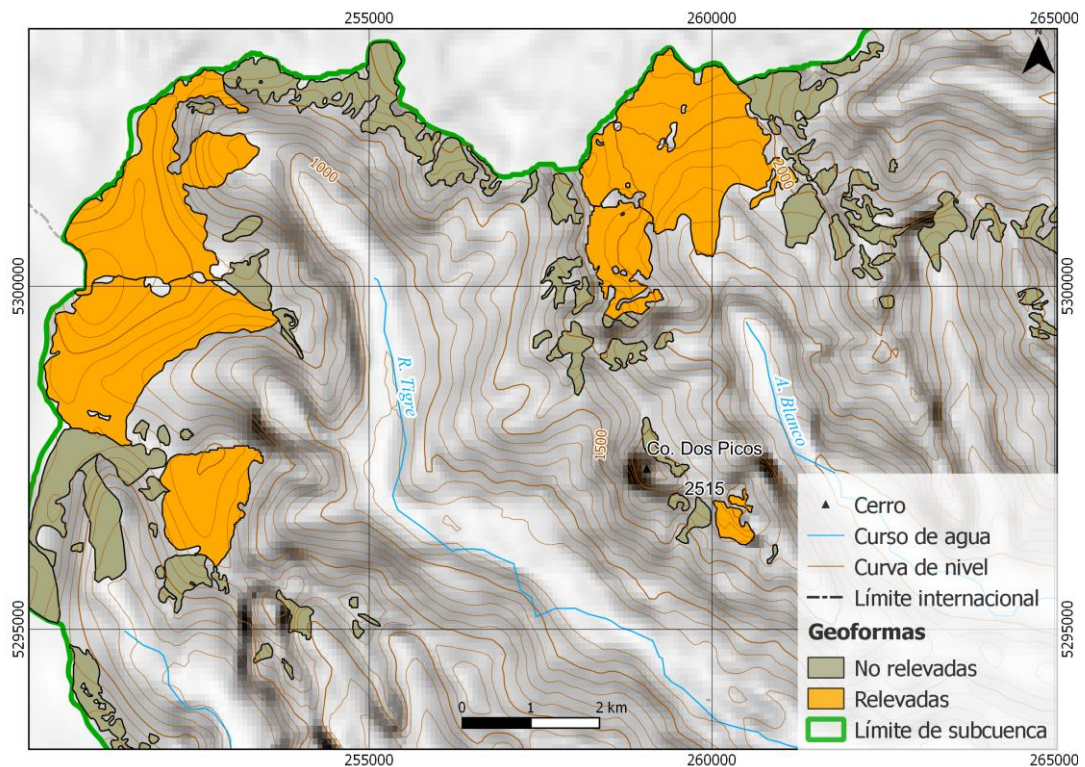 255000
260000
265000
N
1000
2000
5300000
5300000
R. Tigre
A. Blanco
1500
Co. Dos Picos
2515
Cerro
Curso de agua
Curva de nivel
Límite internacional
Geoformas
No relevadas
Relevadas
Límite de subcuenca
5295000
5295000
0 1 2 km
255000
260000
265000